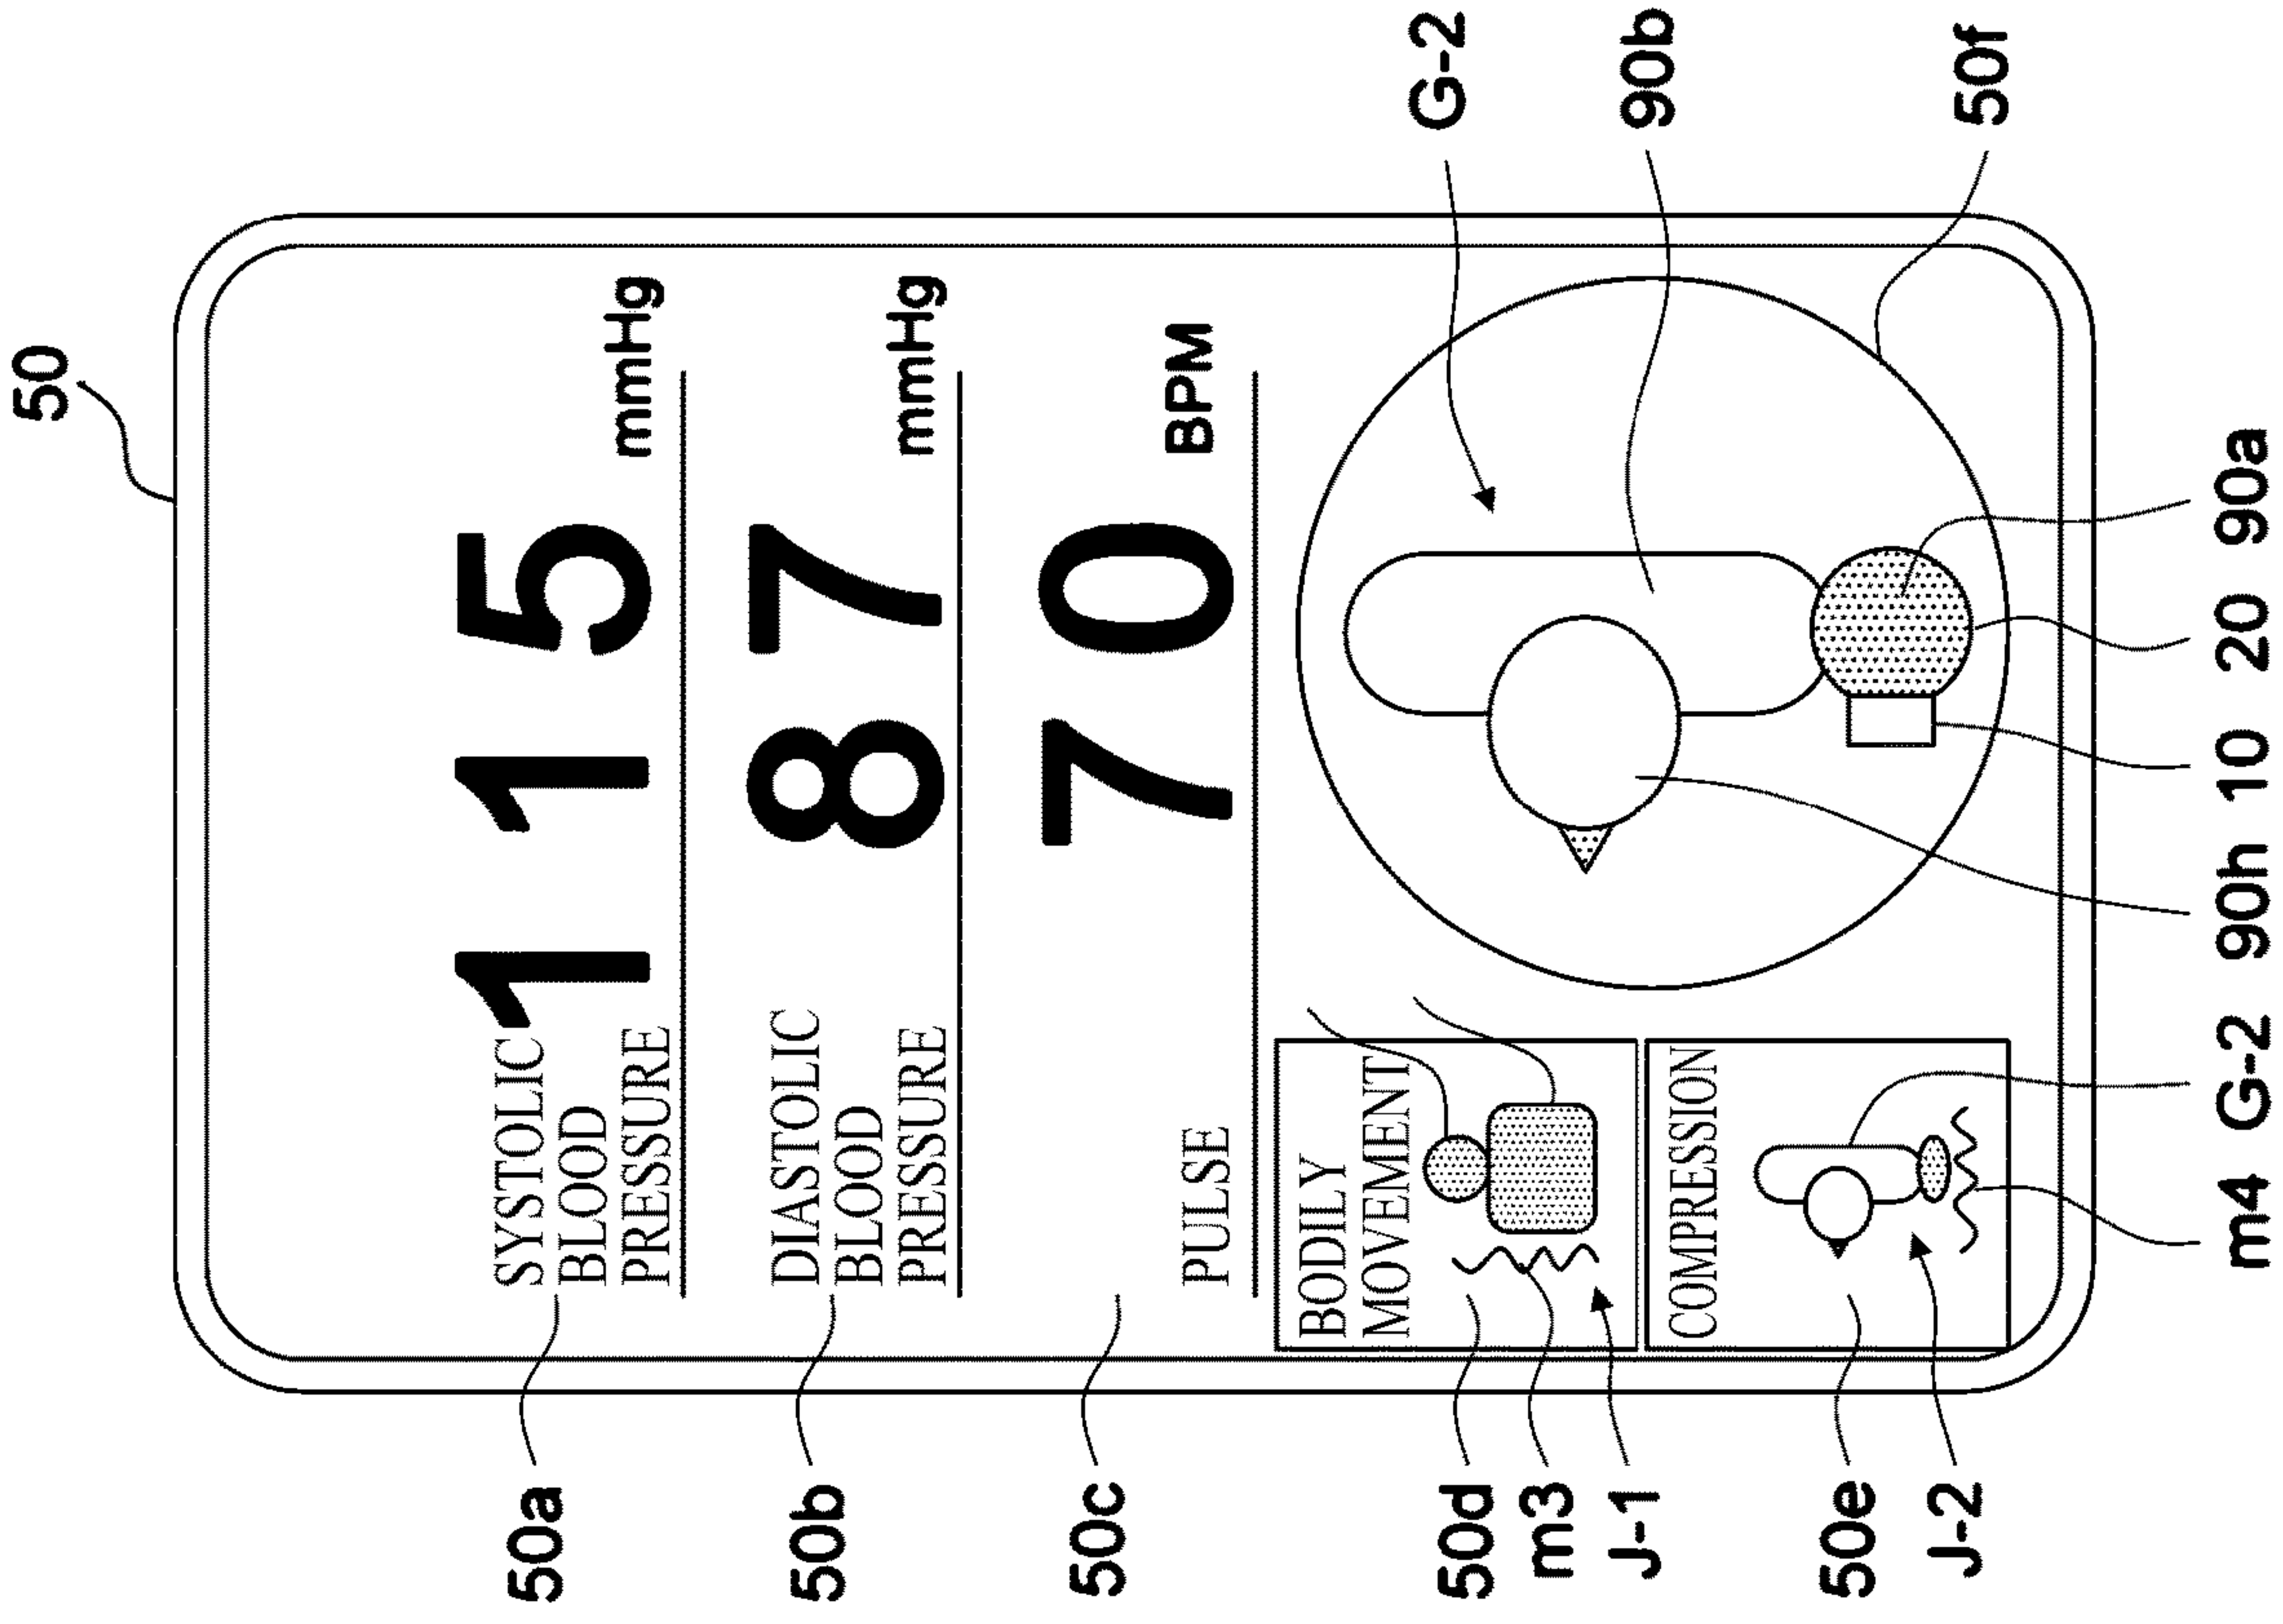 50
50a
SYSTOLIC
BLOOD
PRESSURE
115
mmHg
50b
DIASTOLIC
BLOOD
PRESSURE
87
mmHg
50c
PULSE
70
BPM
G-2
90b
50f
50d
m3
J-1
BODILY
MOVEMENT
50e
J-2
COMPRESSION
m4 G-2 90h 10 20 90a